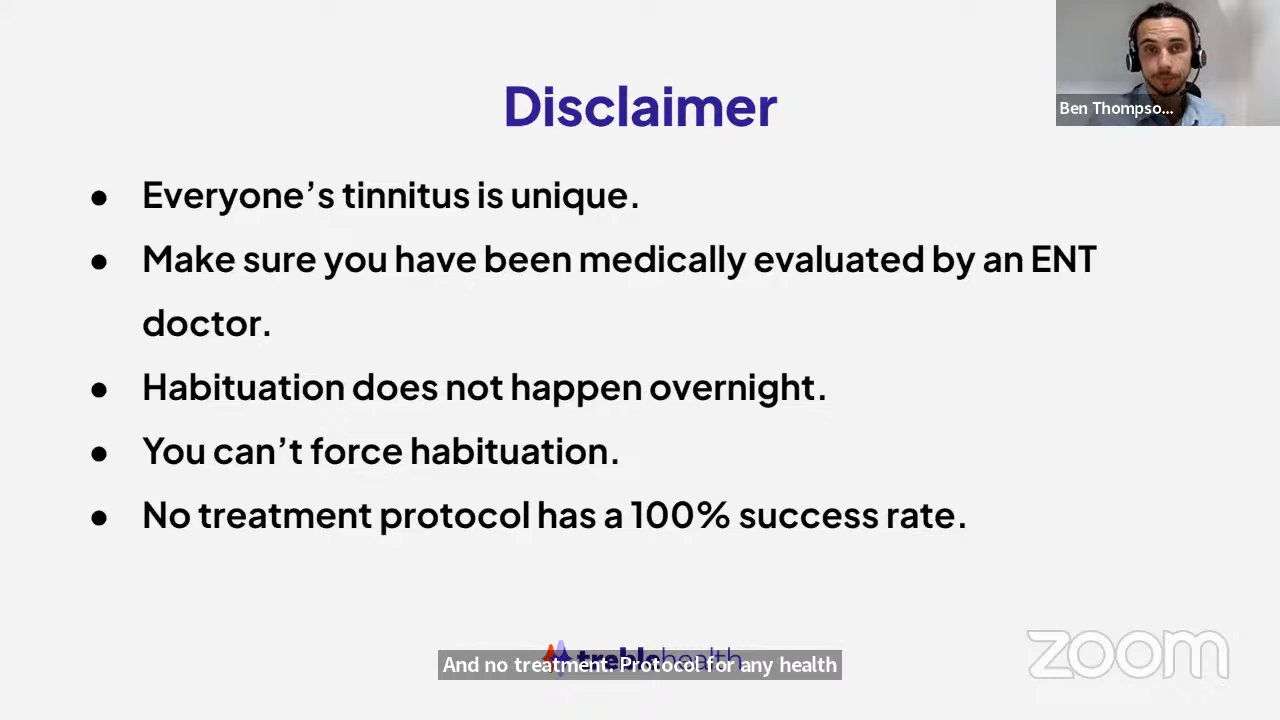 Disclaimer
Ben Thompso...
● Everyone’s tinnitus is unique.
● Make sure you have been medically evaluated by an ENT
doctor.
● Habituation does not happen overnight.
● You can’t force habituation.
● No treatment protocol has a 100% success rate.
treblehealth
And no treatment. Protocol for any health
zoom